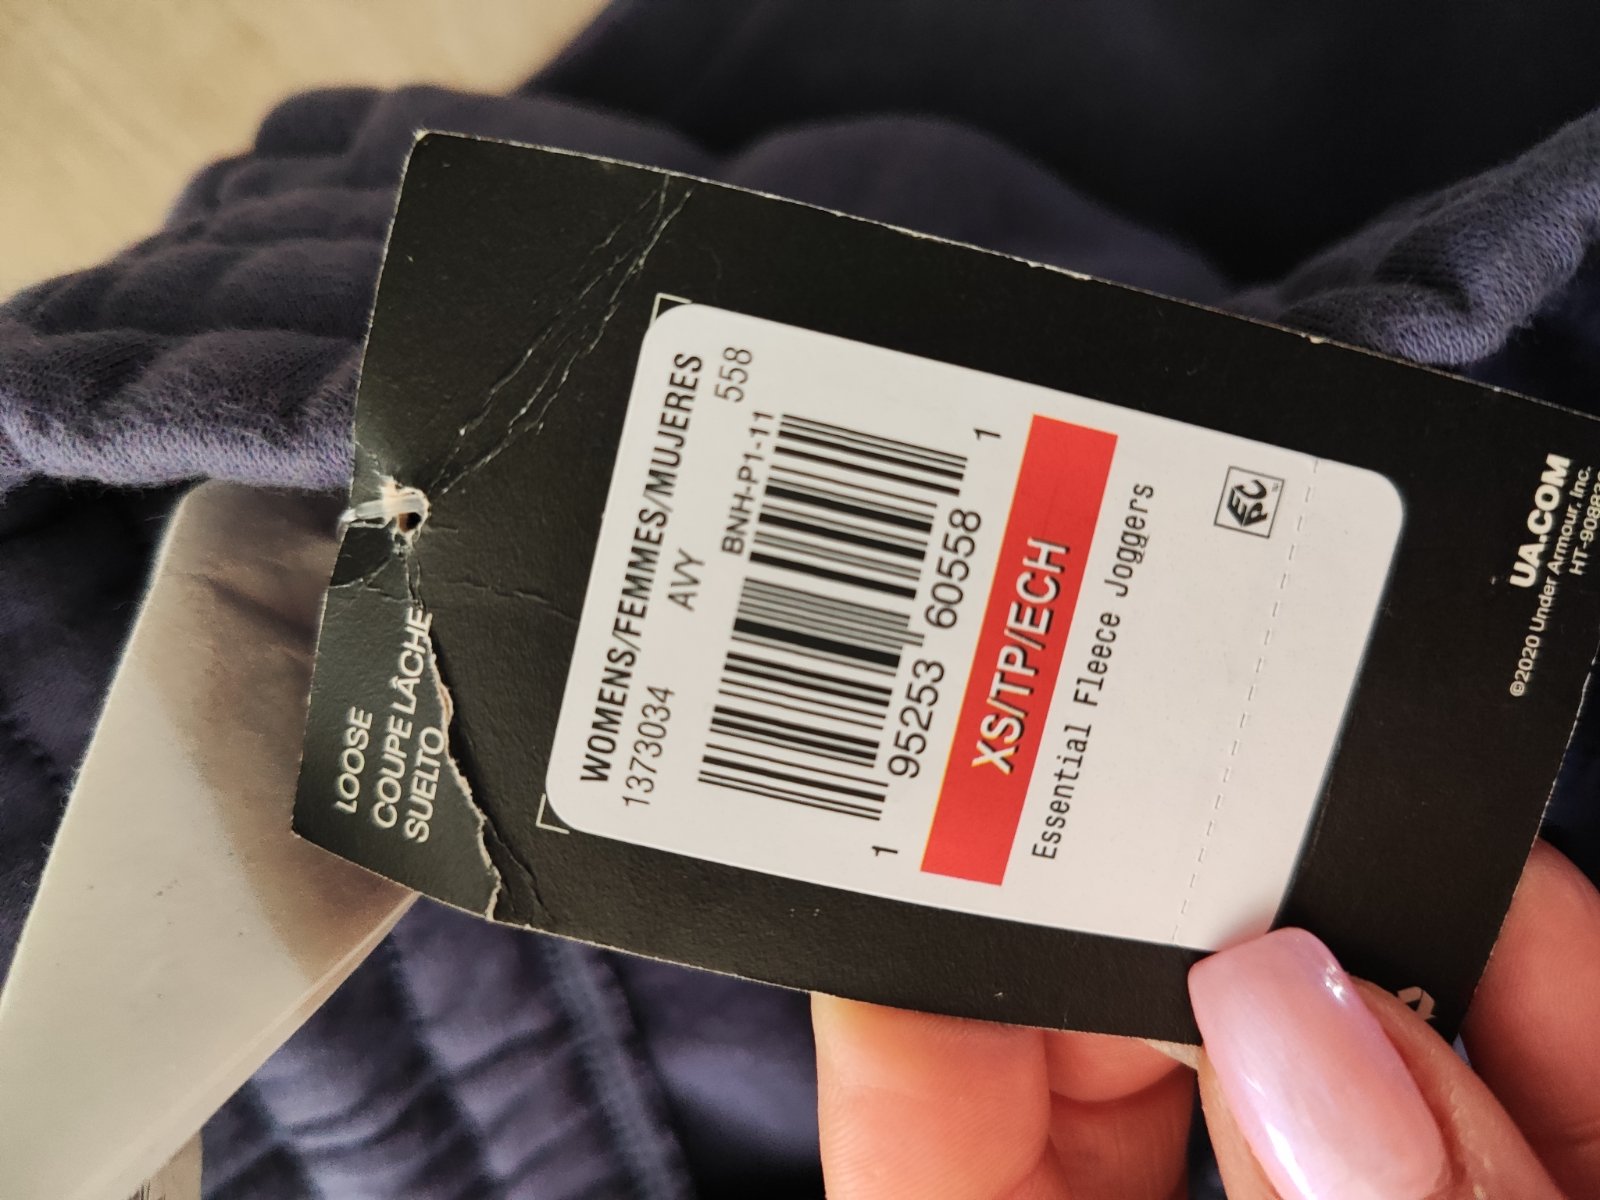 LOOSE
COUPE LÂCHE
SUELTO
WOMENS/FEMMES/MUJERES
1373034 AVY 558
BNH-P1-11
1 95253 60558 1
XS/TP/ECH
Essential Fleece Joggers
EPC
UA.COM
©2020 Under Armour, Inc.